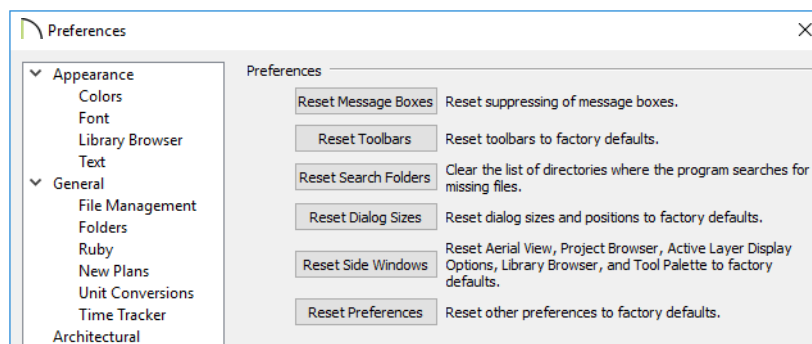 Preferences
Appearance
Colors
Font
Library Browser
Text
General
File Management
Folders
Ruby
New Plans
Unit Conversions
Time Tracker
Architectural
Preferences
Reset Message Boxes Reset suppressing of message boxes.
Reset Toolbars Reset toolbars to factory defaults.
Reset Search Folders Clear the list of directories where the program searches for
missing files.
Reset Dialog Sizes Reset dialog sizes and positions to factory defaults.
Reset Side Windows Reset Aerial View, Project Browser, Active Layer Display
Options, Library Browser, and Tool Palette to factory
defaults.
Reset Preferences Reset other preferences to factory defaults.